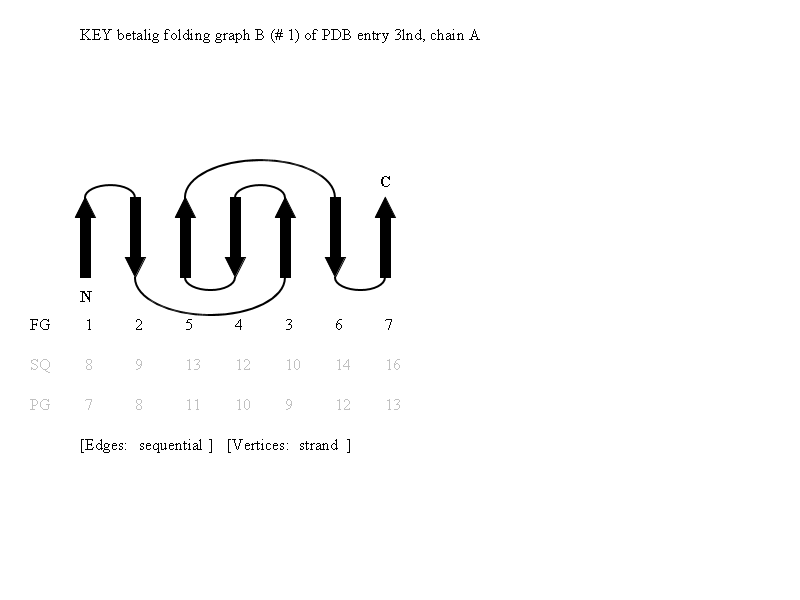 KEY betalig folding graph B (# 1) of PDB entry 3lnd, chain A
C
N
FG 1 2 5 4 3 6 7
SQ 8 9 13 12 10 14 16
PG 7 8 11 10 9 12 13
[Edges: sequential ] [Vertices: strand ]